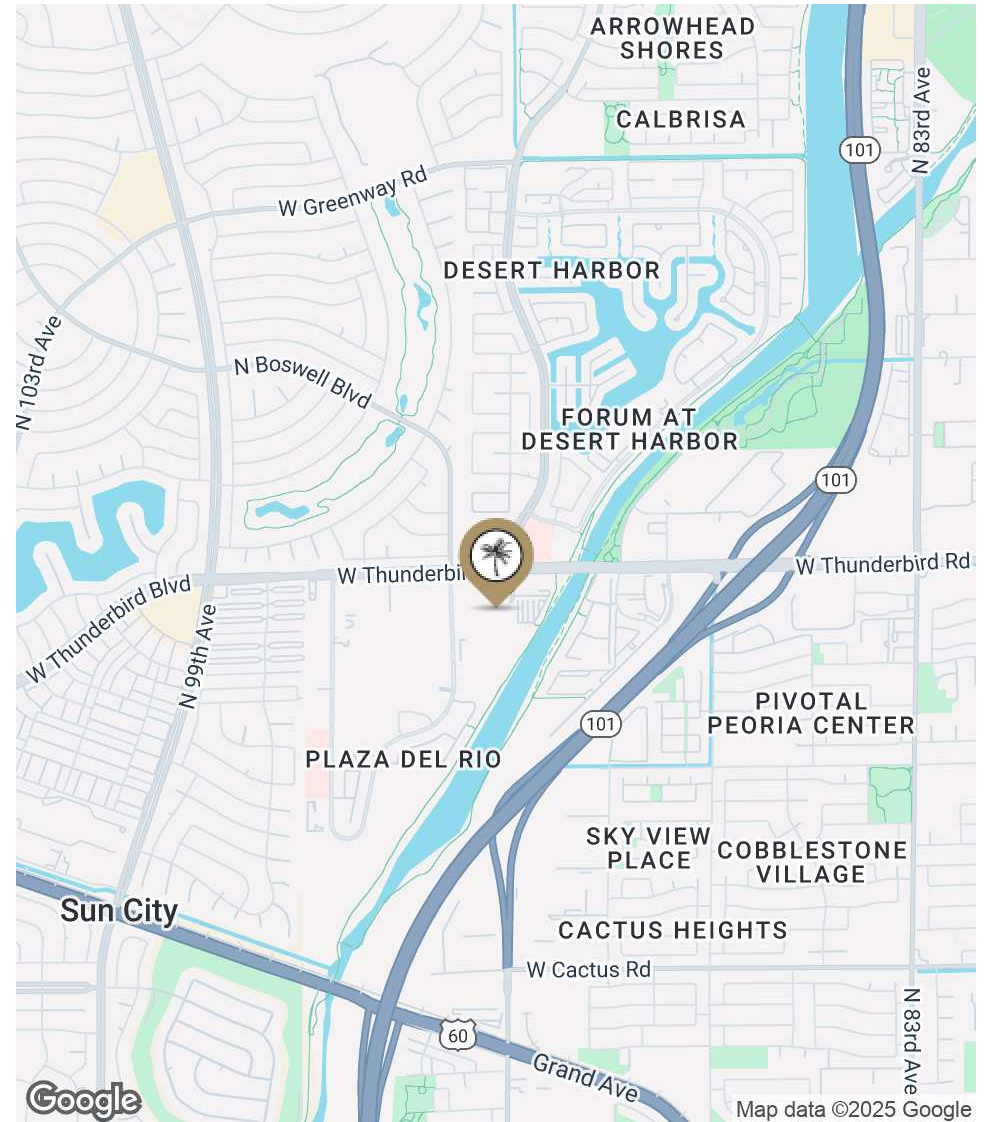 ARROWHEAD
SHORES
CALBRISA
101
N 83rd Ave
W Greenway Rd
DESERT HARBOR
N 103rd Ave
N Boswell Blvd
FORUM AT
DESERT HARBOR
101
W Thunderbi
W Thunderbird Rd
W Thunderbird Blvd
N 99th Ave
PIVOTAL
PEORIA CENTER
101
PLAZA DEL RIO
SKY VIEW
PLACE
COBBLESTONE
VILLAGE
Sun City
CACTUS HEIGHTS
W Cactus Rd
60
N 83rd Ave
Grand Ave
Google
Map data ©2025 Google